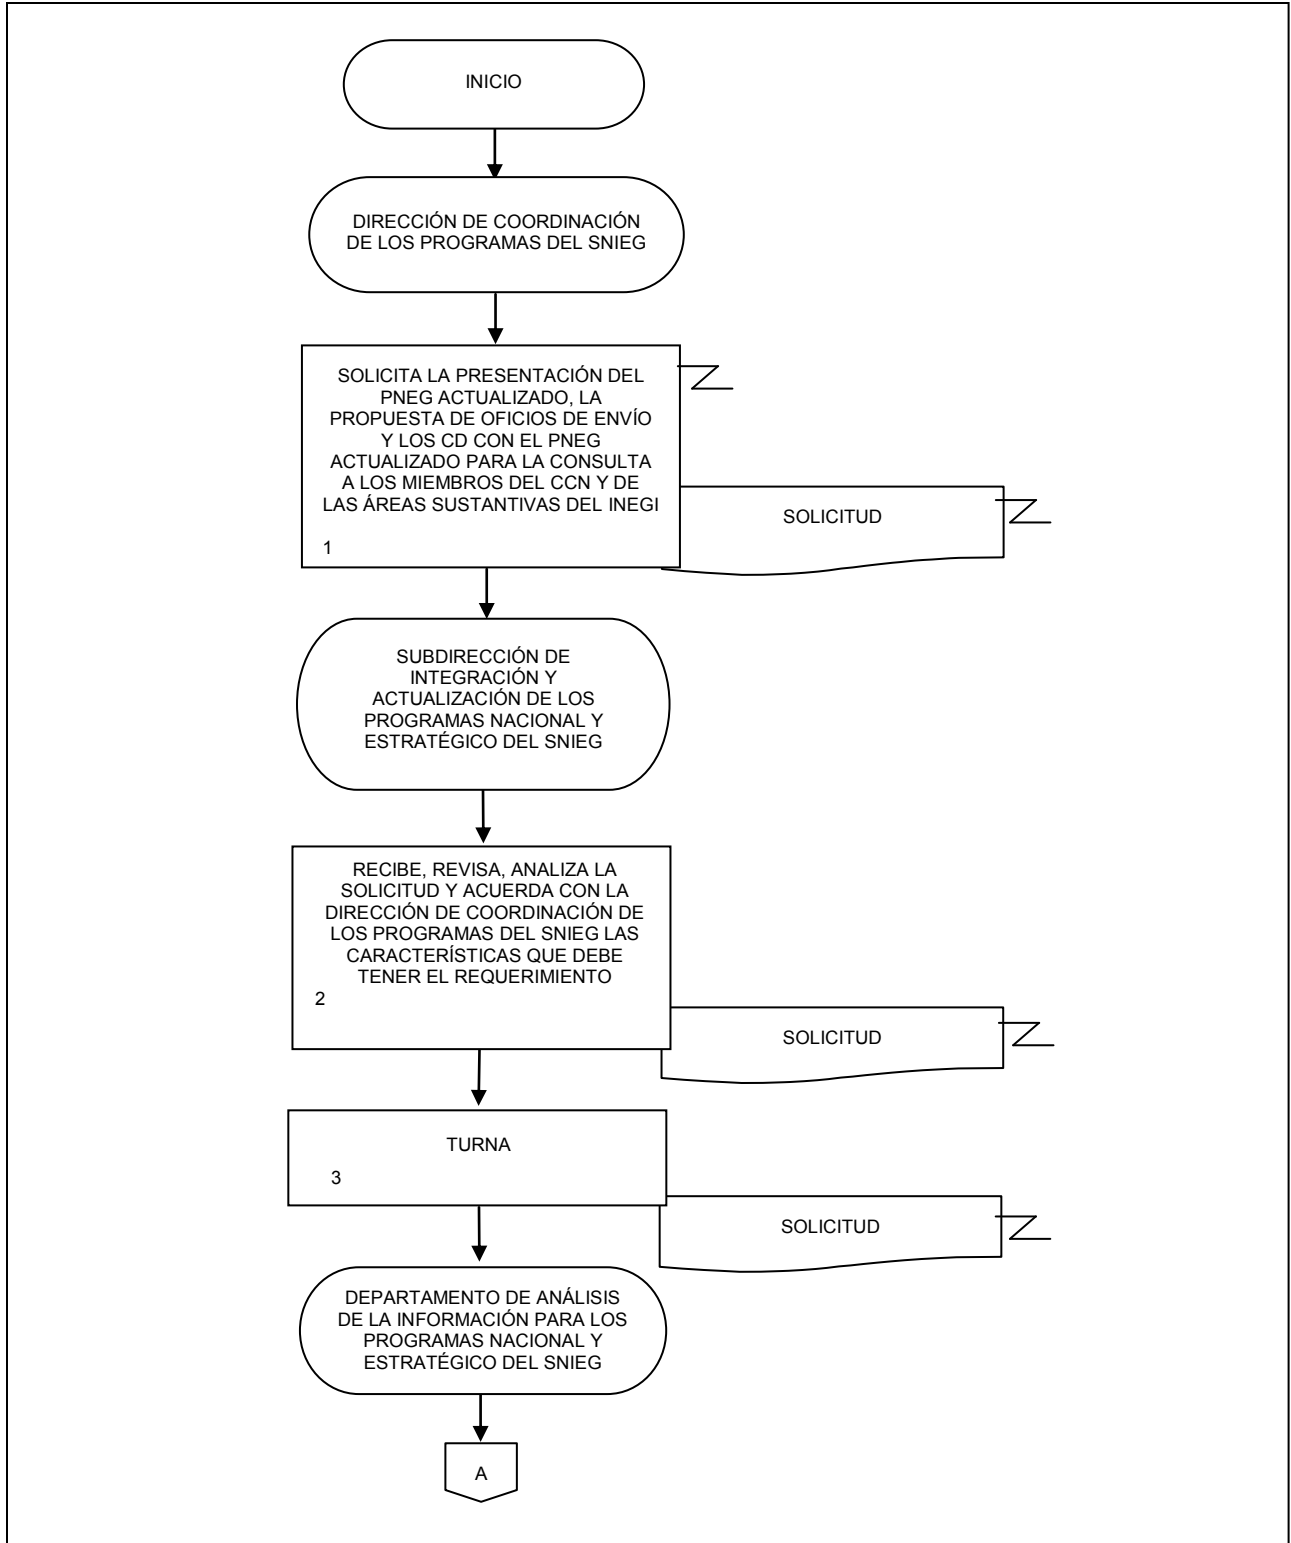 INICIO
DIRECCIÓN DE COORDINACIÓN
DE LOS PROGRAMAS DEL SNIEG
SOLICITA LA PRESENTACIÓN DEL
PNEG ACTUALIZADO, LA
PROPUESTA DE OFICIOS DE ENVÍO
Y LOS CD CON EL PNEG
ACTUALIZADO PARA LA CONSULTA
A LOS MIEMBROS DEL CCN Y DE
LAS ÁREAS SUSTANTIVAS DEL INEGI
1
SOLICITUD
SUBDIRECCIÓN DE
INTEGRACIÓN Y
ACTUALIZACIÓN DE LOS
PROGRAMAS NACIONAL Y
ESTRATÉGICO DEL SNIEG
RECIBE, REVISA, ANALIZA LA
SOLICITUD Y ACUERDA CON LA
DIRECCIÓN DE COORDINACIÓN DE
LOS PROGRAMAS DEL SNIEG LAS
CARACTERÍSTICAS QUE DEBE
TENER EL REQUERIMIENTO
2
SOLICITUD
TURNA
3
SOLICITUD
DEPARTAMENTO DE ANÁLISIS
DE LA INFORMACIÓN PARA LOS
PROGRAMAS NACIONAL Y
ESTRATÉGICO DEL SNIEG
A